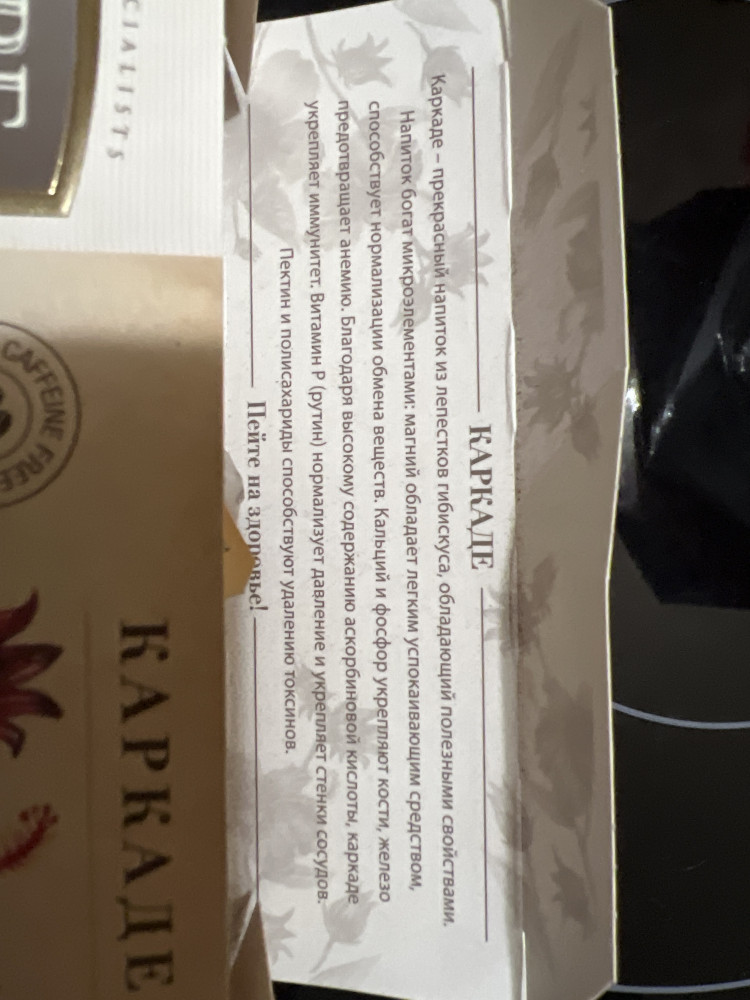 КАРКАДЕ
Каркаде – прекрасный напиток из лепестков гибискуса, обладающий полезными свойствами.
Напиток богат микроэлементами: магний обладает легким успокаивающим средством,
способствует нормализации обмена веществ. Кальций и фосфор укрепляют кости, железо
предотвращает анемию. Благодаря высокому содержанию аскорбиновой кислоты, каркаде
укрепляет иммунитет. Витамин Р (рутин) нормализует давление и укрепляет стенки сосудов.
Пектин и полисахариды способствуют удалению токсинов.
Пейте на здоровье!
CAFFEINE FREE
КАРКАДЕ